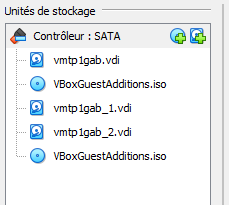 Unités de stockage
Contrôleur : SATA
vmtp1gab.vdi
VBoxGuestAdditions.iso
vmtp1gab_1.vdi
vmtp1gab_2.vdi
VBoxGuestAdditions.iso